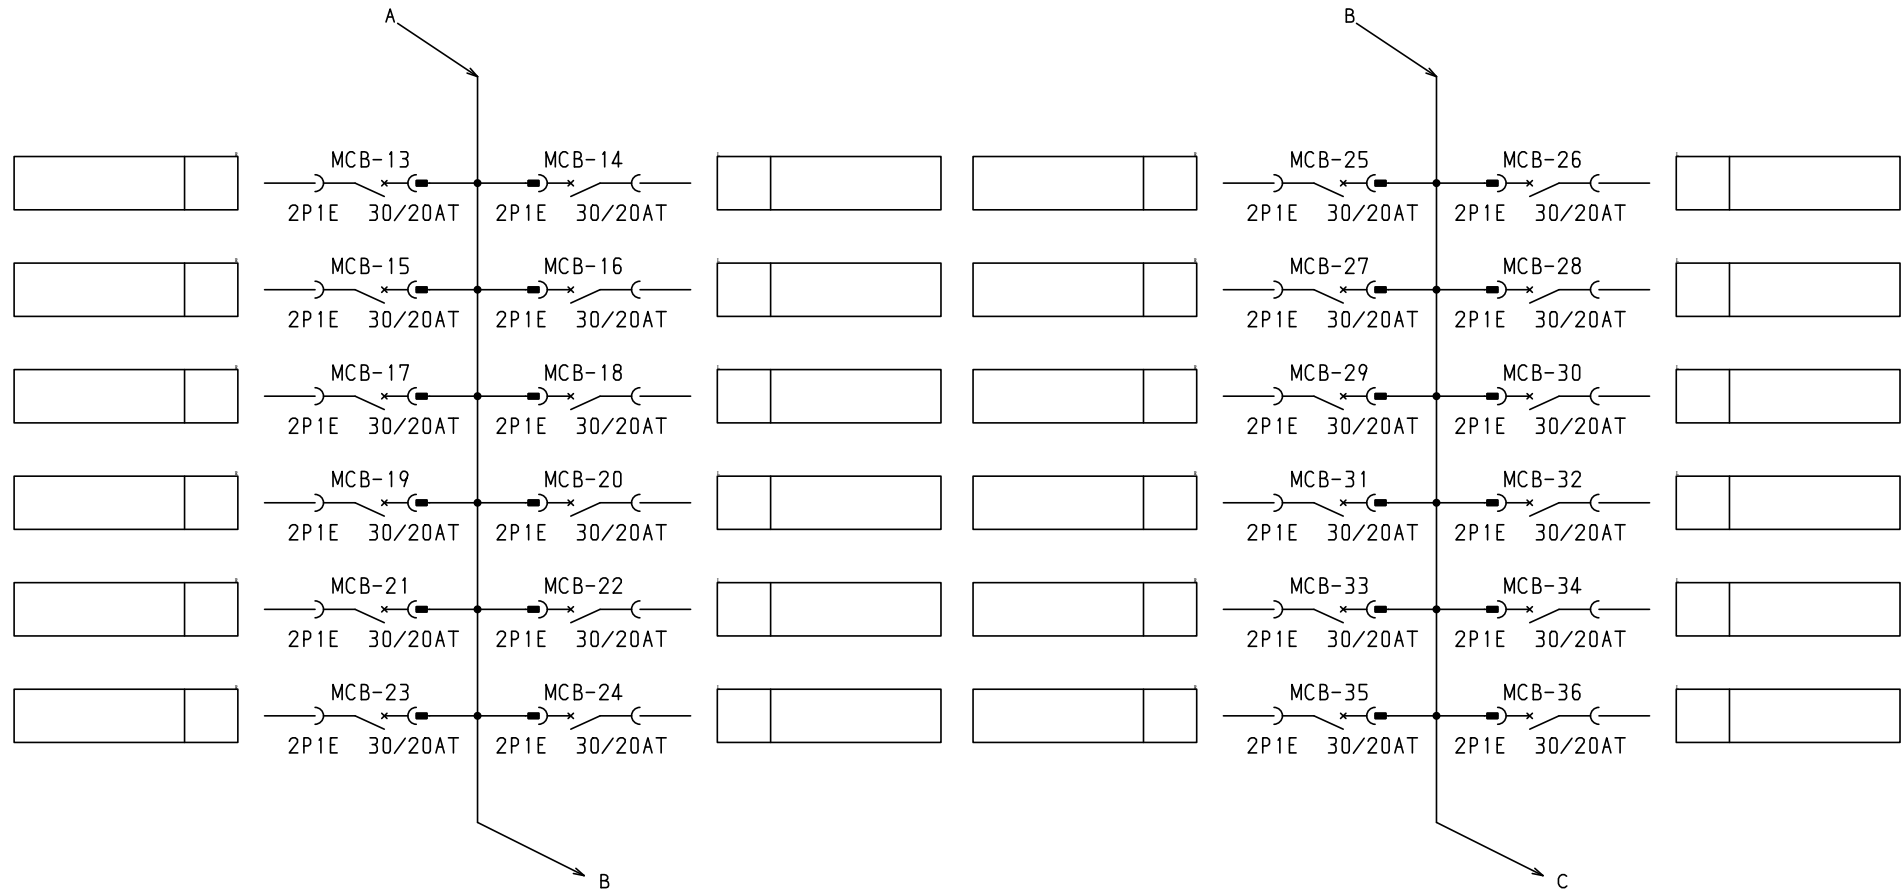 A B
MCB-13 MCB-14 MCB-25 MCB-26
2P1E 30/20AT 2P1E 30/20AT 2P1E 30/20AT 2P1E 30/20AT
MCB-15 MCB-16 MCB-27 MCB-28
2P1E 30/20AT 2P1E 30/20AT 2P1E 30/20AT 2P1E 30/20AT
MCB-17 MCB-18 MCB-29 MCB-30
2P1E 30/20AT 2P1E 30/20AT 2P1E 30/20AT 2P1E 30/20AT
MCB-19 MCB-20 MCB-31 MCB-32
2P1E 30/20AT 2P1E 30/20AT 2P1E 30/20AT 2P1E 30/20AT
MCB-21 MCB-22 MCB-33 MCB-34
2P1E 30/20AT 2P1E 30/20AT 2P1E 30/20AT 2P1E 30/20AT
MCB-23 MCB-24 MCB-35 MCB-36
2P1E 30/20AT 2P1E 30/20AT 2P1E 30/20AT 2P1E 30/20AT
B C